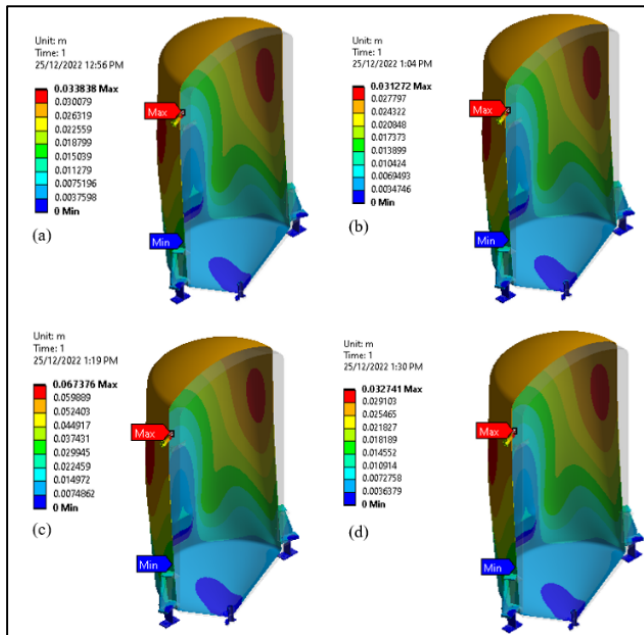 Unit: m
Time: 1
25/12/2022 12:56 PM
0.033838 Max
0.030079
0.026319
0.022559
0.018799
0.015039
0.011279
0.0075196
0.0037598
0 Min
Max
Min
(a)
Unit: m
Time: 1
25/12/2022 1:04 PM
0.031272 Max
0.027797
0.024322
0.020848
0.017373
0.013899
0.010424
0.0069493
0.0034746
0 Min
Max
Min
(b)
Unit: m
Time: 1
25/12/2022 1:19 PM
0.067376 Max
0.059889
0.052403
0.044917
0.037431
0.029945
0.022459
0.014972
0.0074862
0 Min
Max
Min
(c)
Unit: m
Time: 1
25/12/2022 1:30 PM
0.032741 Max
0.029103
0.025465
0.021827
0.018189
0.014552
0.010914
0.0072758
0.0036379
0 Min
Max
Min
(d)